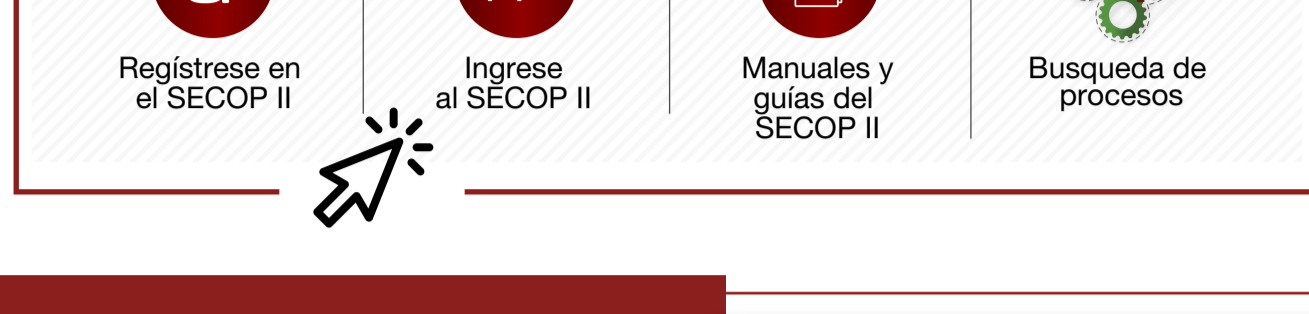 Regístrese en
el SECOP II
Ingrese
al SECOP II
Manuales y
guías del
SECOP II
Busqueda de
procesos